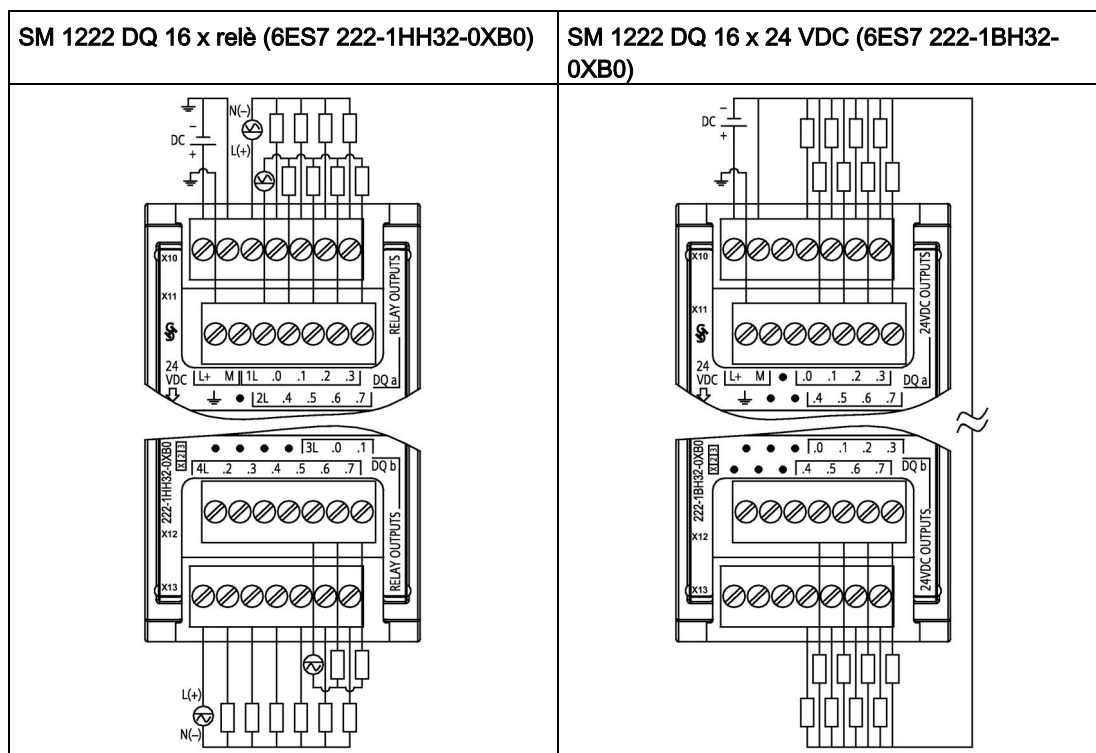 SM 1222 DQ 16 x relè (6ES7 222-1HH32-0XB0)
N(–)
DC
–
+
L(+)
X10
X11
24
VDC
L+ M 1L .0 .1 .2 .3 DQ a
2L .4 .5 .6 .7
RELAY OUTPUTS
222-1HH32-0XB0
X12 13
3L .0 .1
4L .2 .3 .4 .5 .6 .7 DQ b
X12
X13
RELAY OUTPUTS
L(+)
N(–)
SM 1222 DQ 16 x 24 VDC (6ES7 222-1BH32-
0XB0)
DC
–
+
X10
X11
24
VDC
L+ M .0 .1 .2 .3 DQ a
.4 .5 .6 .7
24VDC OUTPUTS
222-1BH32-0XB0
.0 .1 .2 .3
.4 .5 .6 .7 DQ b
X12
X13
24VDC OUTPUTS